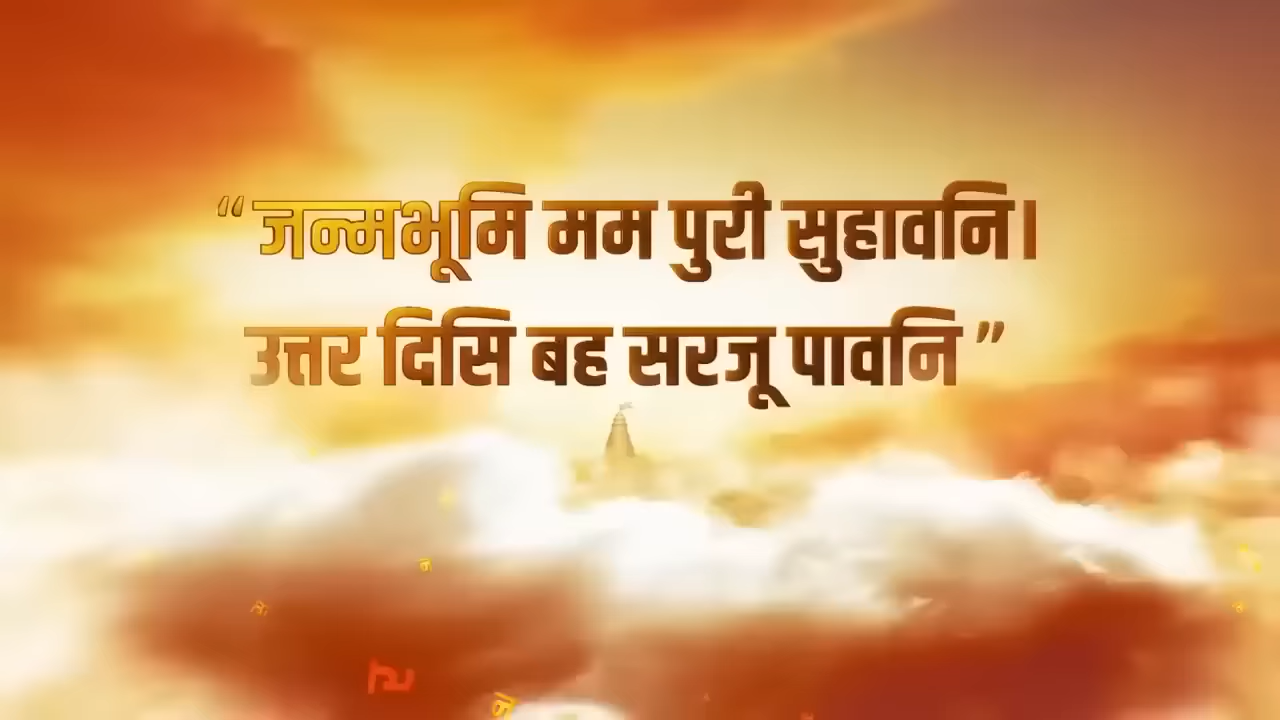 “ जन्मभूमि मम पुरी सुहावनि।
उत्तर दिसि बह सरजू पावनि ”